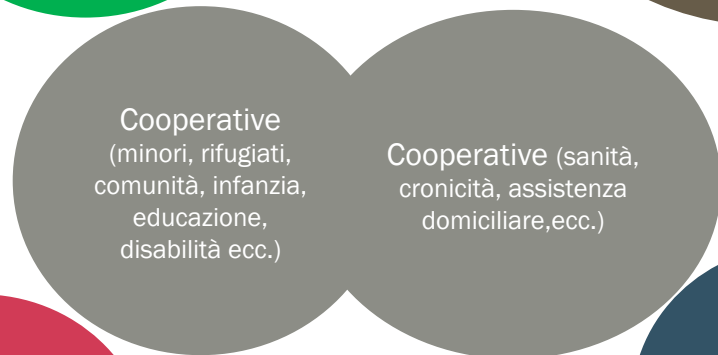 Cooperative
(minori, rifugiati,
comunità, infanzia,
educazione,
disabilità ecc.)
Cooperative (sanità,
cronicità, assistenza
domiciliare,ecc.)